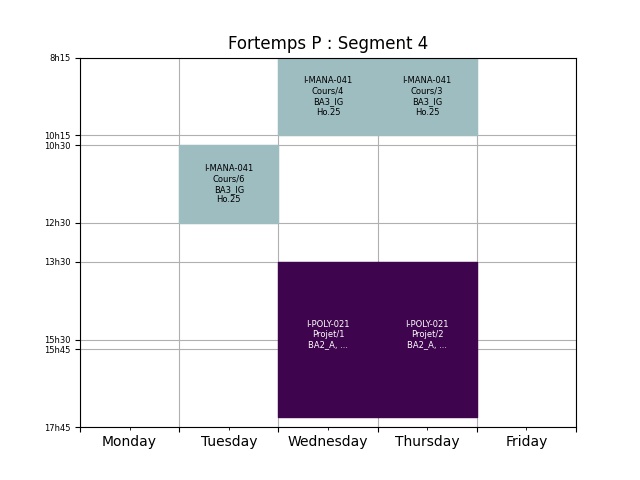 Fortemps P : Segment 4
8h15
I-MANA-041
Cours/4
BA3_IG
Ho.25
I-MANA-041
Cours/3
BA3_IG
Ho.25
10h15
10h30
I-MANA-041
Cours/6
BA3_IG
Ho.25
12h30
13h30
I-POLY-021
Projet/1
BA2_A, ...
I-POLY-021
Projet/2
BA2_A, ...
15h30
15h45
17h45
Monday
Tuesday
Wednesday
Thursday
Friday